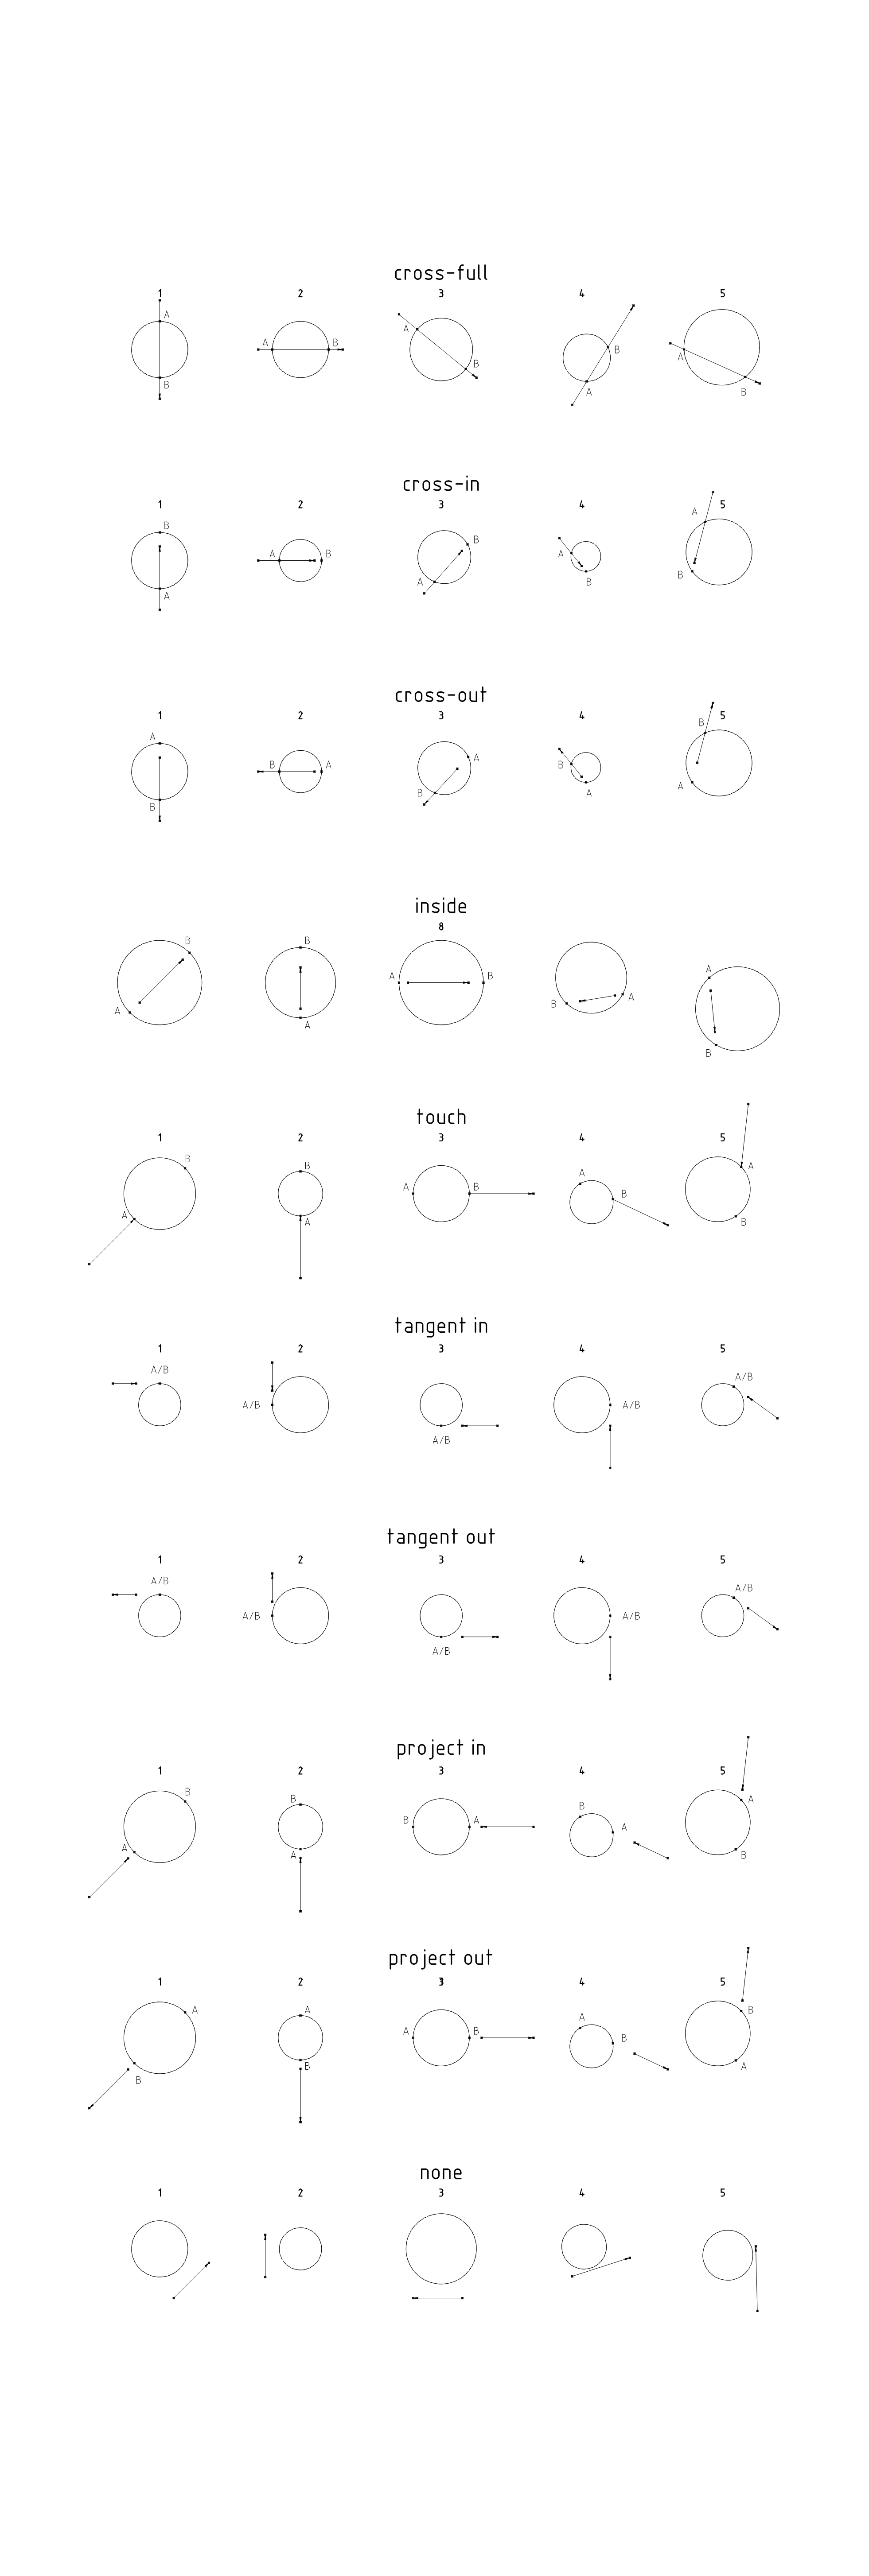 cross-full
1 2 3 4 5
A A A B A
B B B A B
cross-in
1 2 3 4 5
B A B A A
A B A B B
cross-out
1 2 3 4 5
A B A B B
B A B A A
inside
8
B B A B A A
A A B B
touch
1 2 3 4 5
B B A B A B A
A A B
tangent in
1 2 3 4 5
A/B A/B A/B A/B A/B
tangent out
1 2 3 4 5
A/B A/B A/B A/B A/B
project in
1 2 3 4 5
B B B A B A A
A A B
project out
1 2 3 4 5
A A A B A B B
B B A
none
1 2 3 4 5